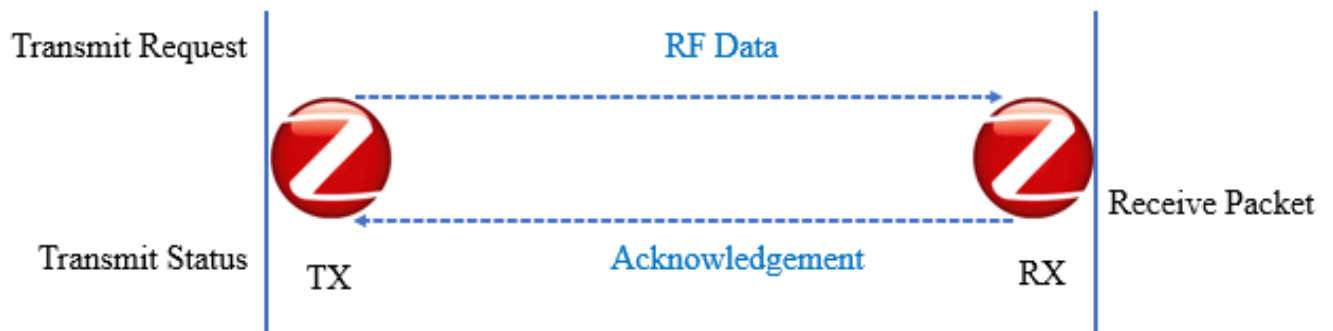 Transmit Request
RF Data
Receive Packet
Transmit Status
Acknowledgement
TX
RX